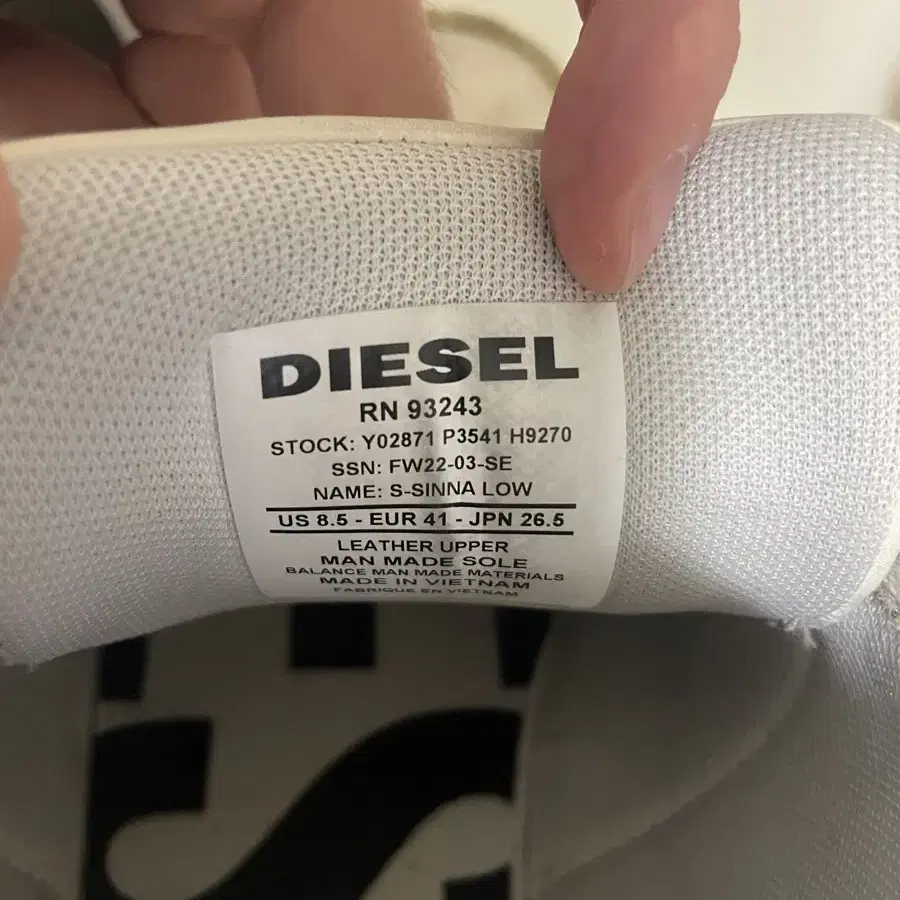 DIESEL
RN 93243
STOCK: Y02871 P3541 H9270
SSN: FW22-03-SE
NAME: S-SINNA LOW
US 8.5 - EUR 41 - JPN 26.5
LEATHER UPPER
MAN MADE SOLE
BALANCE MAN MADE MATERIALS
MADE IN VIETNAM
FABRIQUE EN VIETNAM